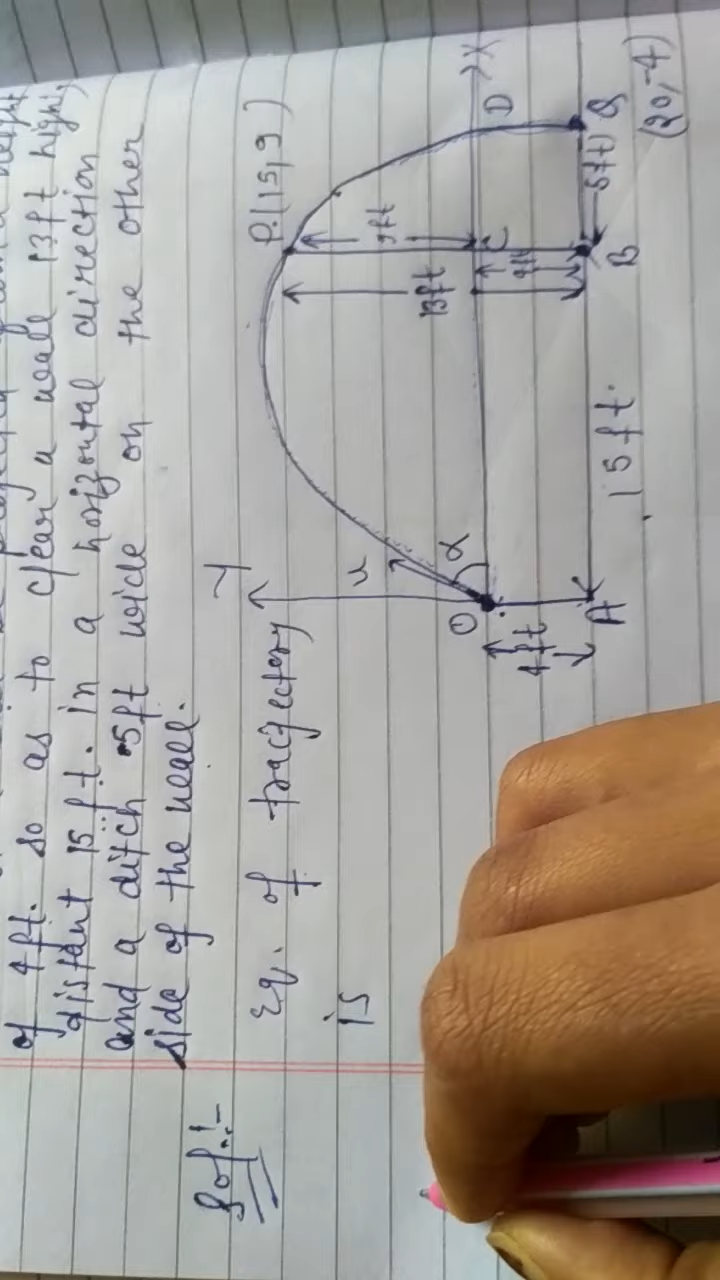 of 4ft. so as to clear a wall 13ft high,
distant 15ft. in a horizontal direction
and a ditch 5ft wide on the other
side of the wall.
Sol:-
Eq. of trajectory
is
Y
u
α
O
4ft
A
15ft.
P(15,9)
9ft
13ft
C
4ft
B
5ft
D
X
Q
(20,-4)